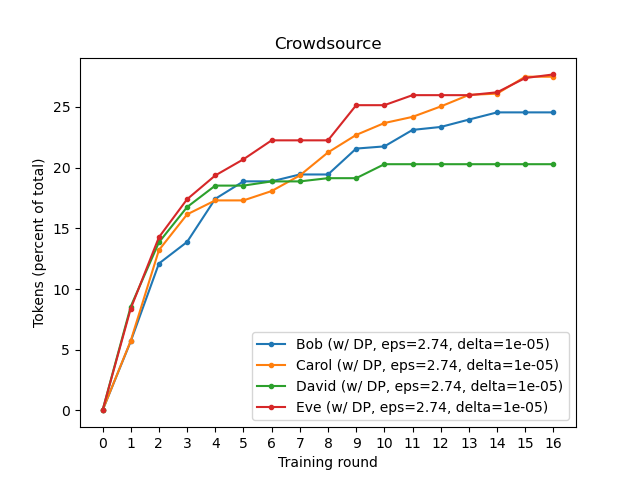 Crowdsource
Tokens (percent of total)
25
20
15
10
5
0
Bob (w/ DP, eps=2.74, delta=1e-05)
Carol (w/ DP, eps=2.74, delta=1e-05)
David (w/ DP, eps=2.74, delta=1e-05)
Eve (w/ DP, eps=2.74, delta=1e-05)
0 1 2 3 4 5 6 7 8 9 10 11 12 13 14 15 16
Training round